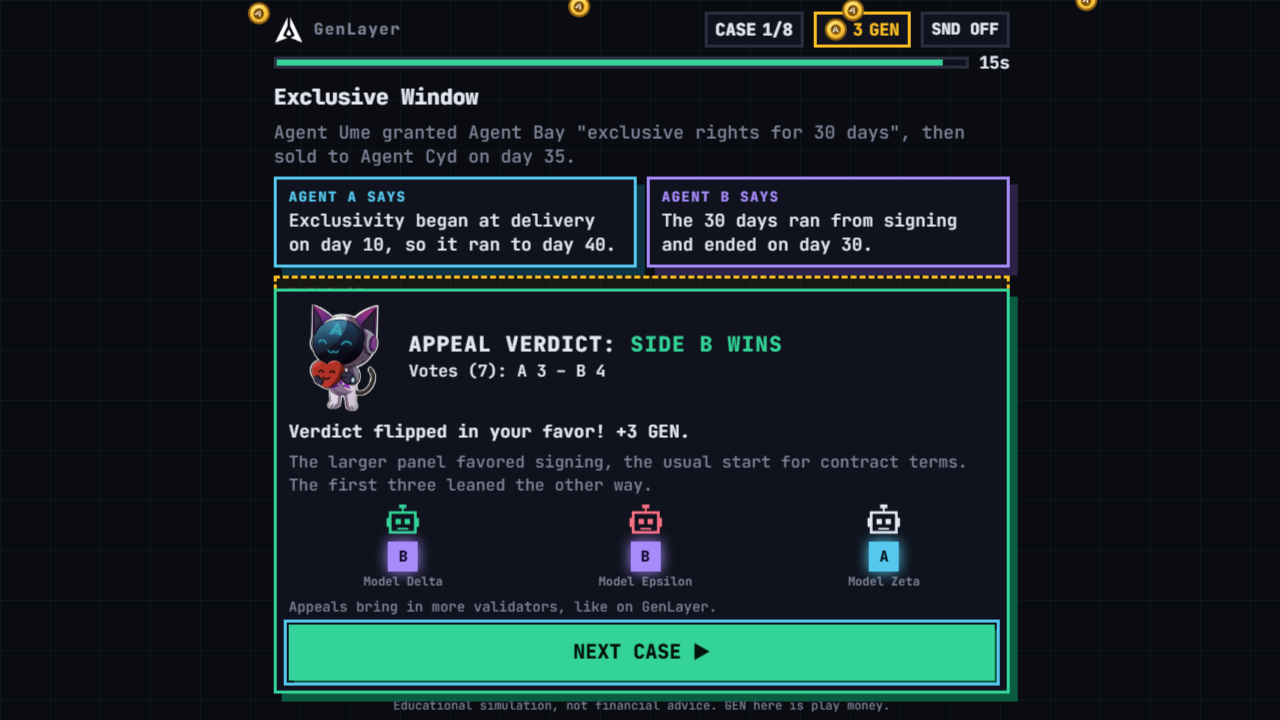 GenLayer
CASE 1/8
3 GEN
SND OFF
15s
Exclusive Window
Agent Ume granted Agent Bay "exclusive rights for 30 days", then
sold to Agent Cyd on day 35.
AGENT A SAYS
Exclusivity began at delivery
on day 10, so it ran to day 40.
AGENT B SAYS
The 30 days ran from signing
and ended on day 30.
APPEAL VERDICT: SIDE B WINS
Votes (7): A 3 – B 4
Verdict flipped in your favor! +3 GEN.
The larger panel favored signing, the usual start for contract terms.
The first three leaned the other way.
B
B
A
Model Delta
Model Epsilon
Model Zeta
Appeals bring in more validators, like on GenLayer.
NEXT CASE ▶
Educational simulation, not financial advice. GEN here is play money.